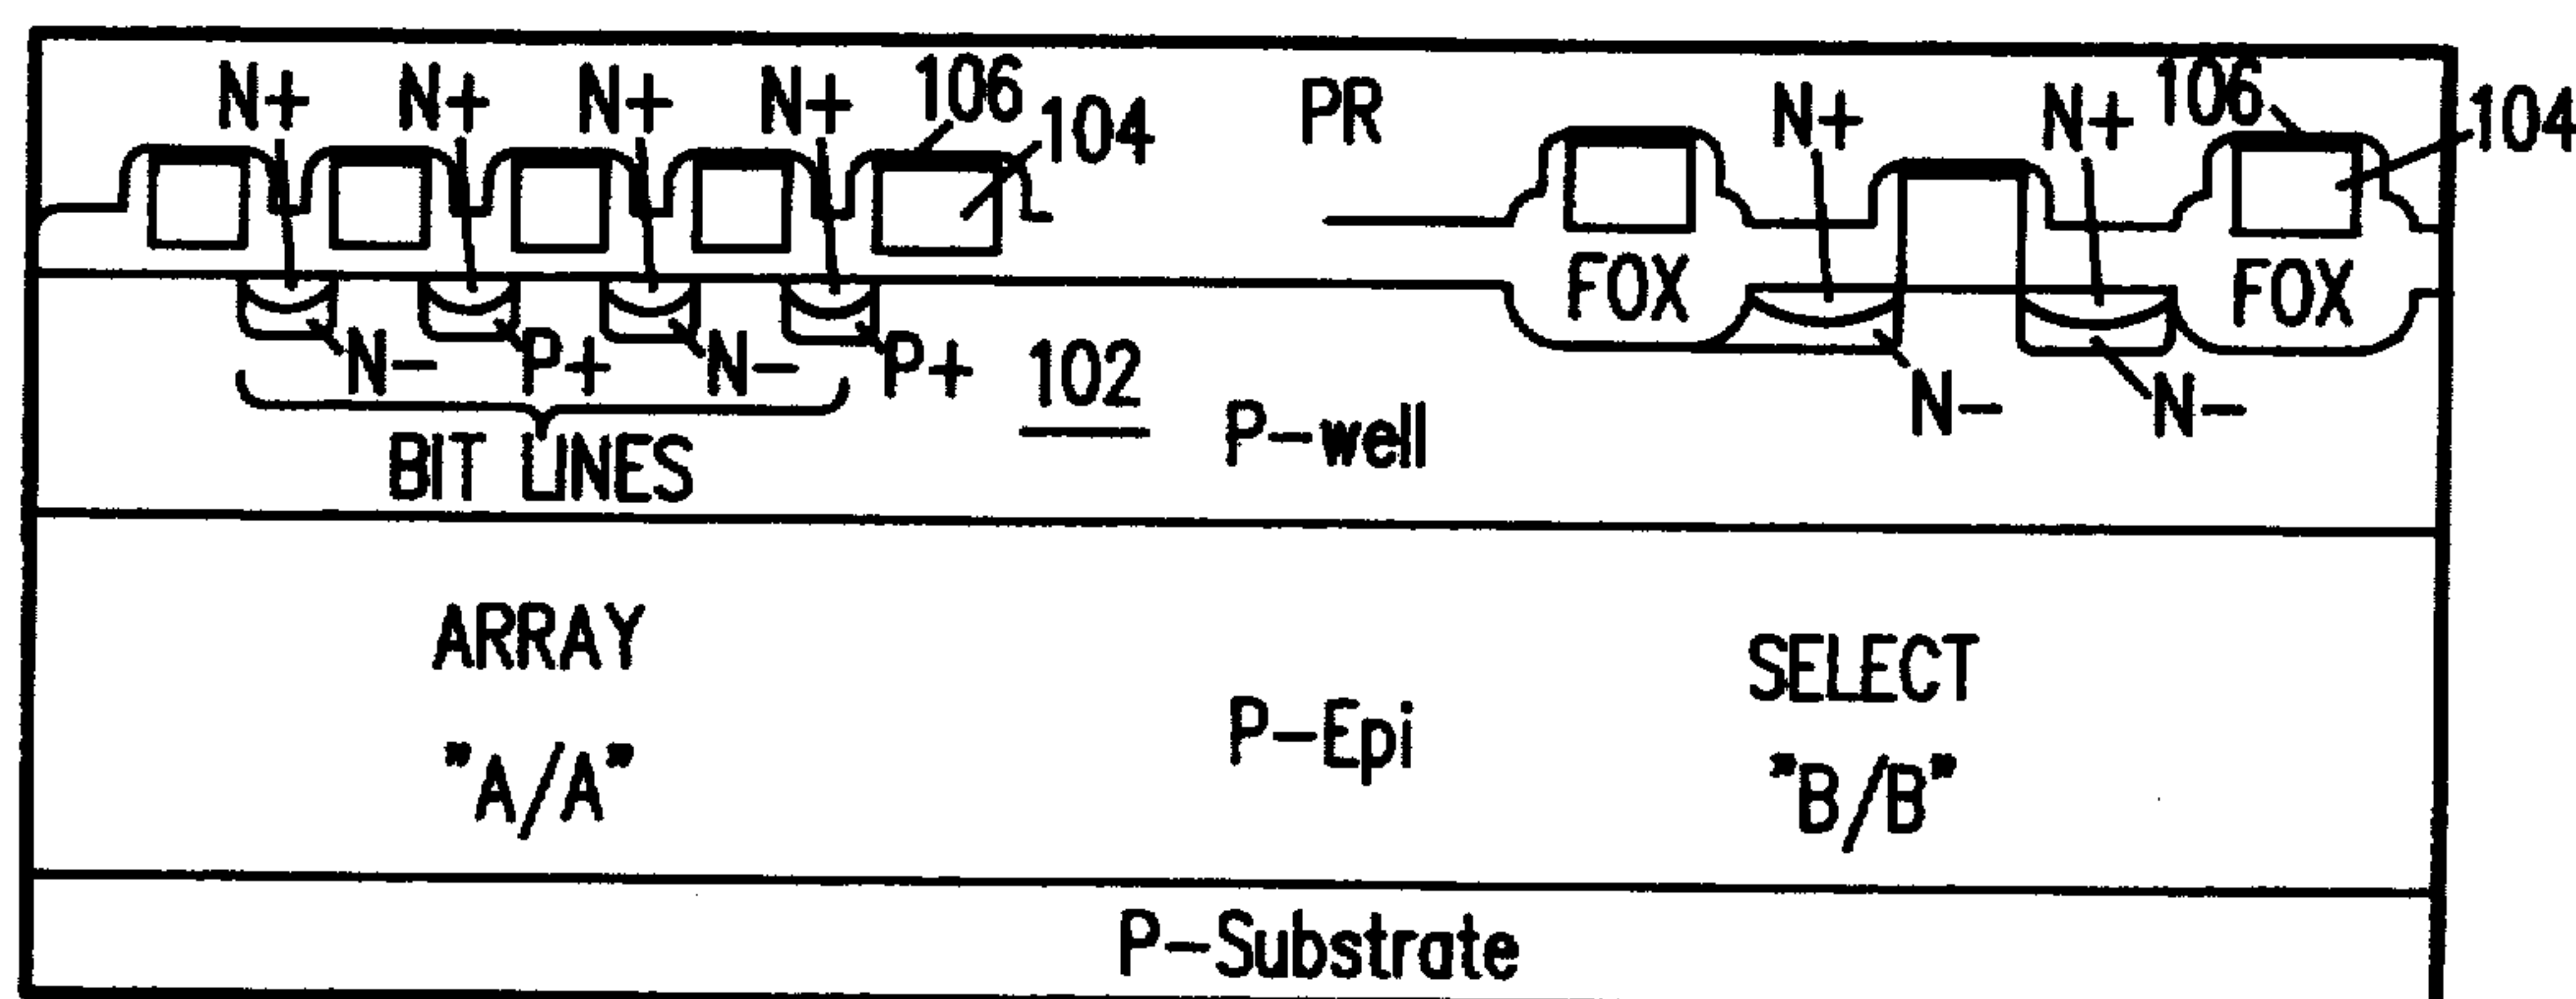 N+ N+ N+ N+ 106 104 PR N+ N+ 106 104
FOX FOX
N- P+ N- P+ 102 N- N-
BIT LINES P-well
ARRAY SELECT
"A/A" P-Epi "B/B"
P-Substrate